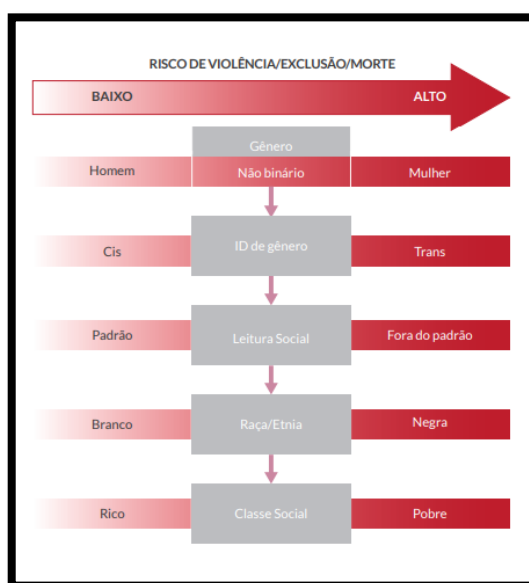 RISCO DE VIOLÊNCIA/EXCLUSÃO/MORTE
BAIXO ALTO
Gênero
Homem Não binário Mulher
Cis ID de gênero Trans
Padrão Leitura Social Fora do padrão
Branco Raça/Etnia Negra
Rico Classe Social Pobre